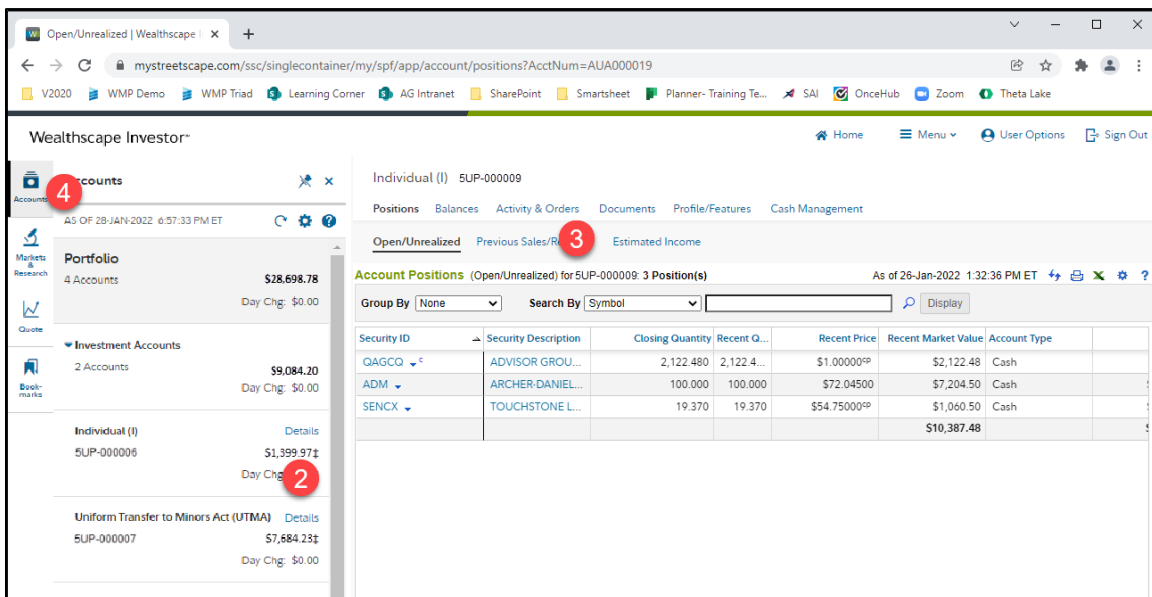 Open/Unrealized | Wealthscape I
mystreetscape.com/ssc/singlecontainer/my/spf/app/account/positions?AcctNum=AUA000019
V2020 WMP Demo WMP Triad Learning Corner AG Intranet SharePoint Smartsheet Planner- Training Te... SAI OnceHub Zoom Theta Lake
Wealthscape Investor℠ Home Menu User Options Sign Out
Accounts
Markets & Research
Quote
Book-marks
4
ccounts
AS OF 28-JAN-2022 6:57:33 PM ET
Portfolio
4 Accounts $28,698.78
Day Chg: $0.00
Investment Accounts
2 Accounts $9,084.20
Day Chg: $0.00
Individual (I) Details
5UP-000006 $1,399.97‡
Day Chg
2
Uniform Transfer to Minors Act (UTMA) Details
5UP-000007 $7,684.23‡
Day Chg: $0.00
Individual (I) 5UP-000009
Positions Balances Activity & Orders Documents Profile/Features Cash Management
Open/Unrealized Previous Sales/R 3 Estimated Income
Account Positions (Open/Unrealized) for 5UP-000009: 3 Position(s) As of 26-Jan-2022 1:32:36 PM ET ?
Group By None Search By Symbol Display
Security ID Security Description Closing Quantity Recent Q... Recent Price Recent Market Value Account Type
QAGCQ c ADVISOR GROU... 2,122.480 2,122.4... $1.00000cp $2,122.48 Cash
ADM ARCHER-DANIEL... 100.000 100.000 $72.04500 $7,204.50 Cash
SENCX TOUCHSTONE L... 19.370 19.370 $54.75000cp $1,060.50 Cash
$10,387.48